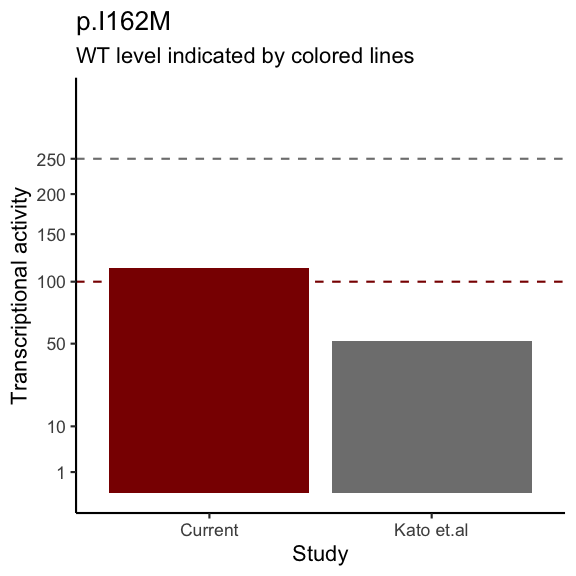 p.I162M
WT level indicated by colored lines
Transcriptional activity
250
200
150
100
50
10
1
Current
Kato et.al
Study